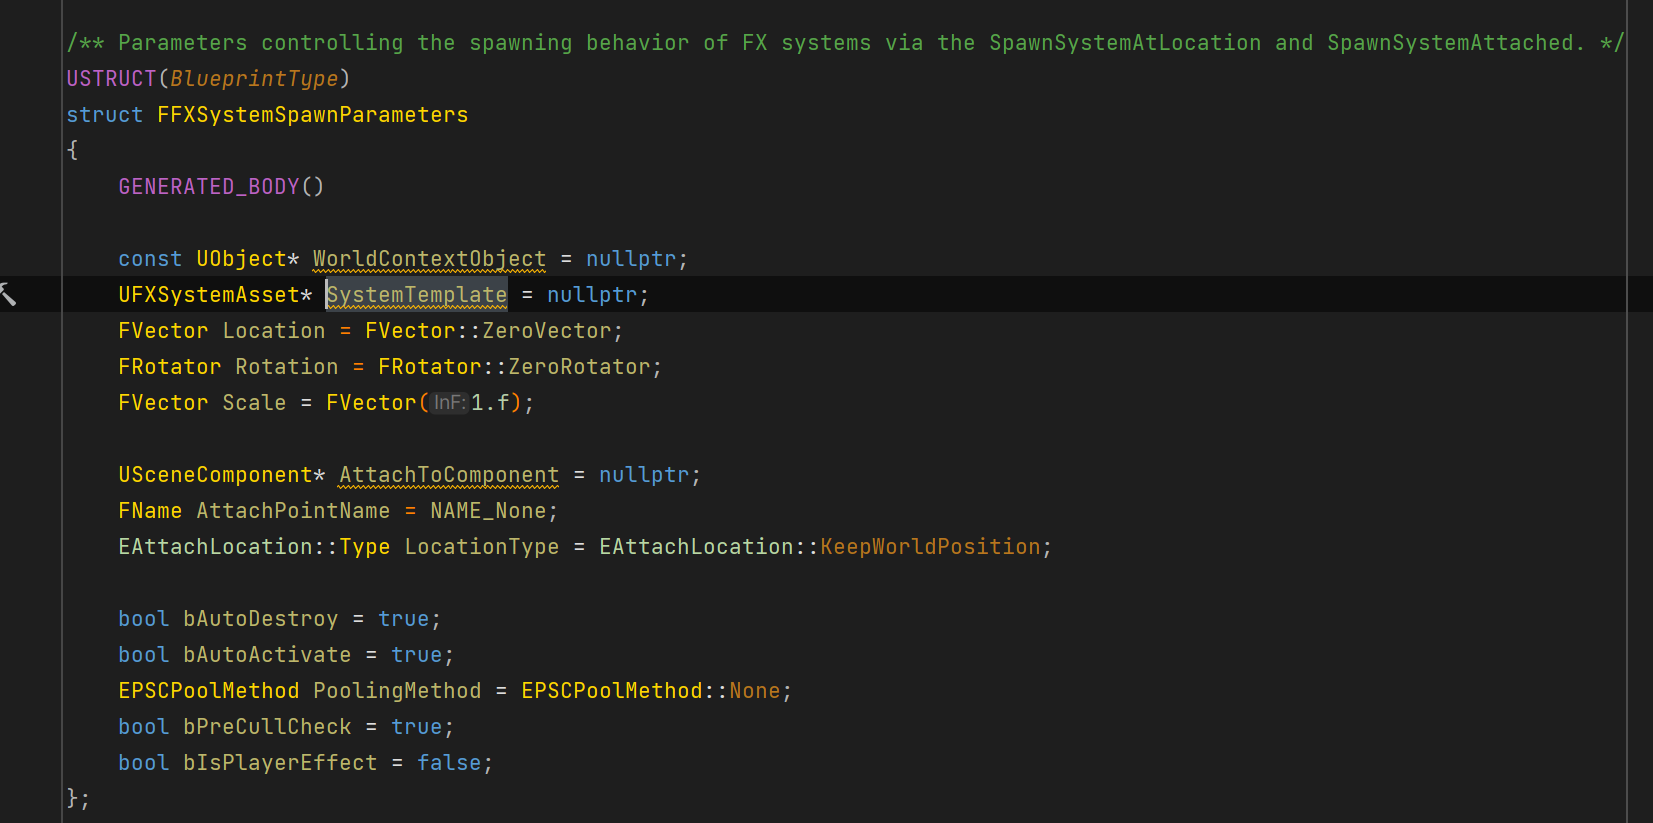 /** Parameters controlling the spawning behavior of FX systems via the SpawnSystemAtLocation and SpawnSystemAttached. */
USTRUCT(BlueprintType)
struct FFXSystemSpawnParameters
{
GENERATED_BODY()
const UObject* WorldContextObject = nullptr;
UFXSystemAsset* SystemTemplate = nullptr;
FVector Location = FVector::ZeroVector;
FRotator Rotation = FRotator::ZeroRotator;
FVector Scale = FVector(InF:1.f);
USceneComponent* AttachToComponent = nullptr;
FName AttachPointName = NAME_None;
EAttachLocation::Type LocationType = EAttachLocation::KeepWorldPosition;
bool bAutoDestroy = true;
bool bAutoActivate = true;
EPSCPoolMethod PoolingMethod = EPSCPoolMethod::None;
bool bPreCullCheck = true;
bool bIsPlayerEffect = false;
};